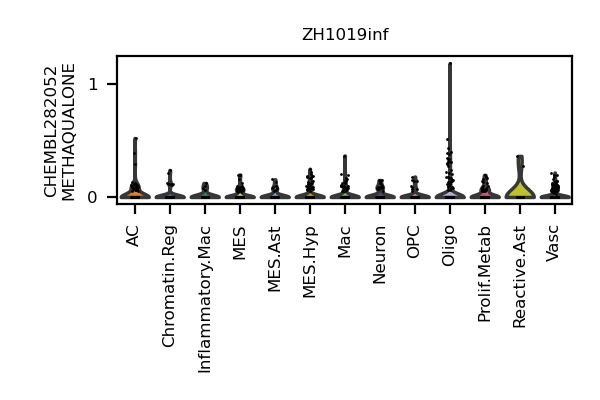 ZH1019inf
CHEMBL282052
METHAQUALONE
1
0
AC
Chromatin.Reg
Inflammatory.Mac
MES
MES.Ast
MES.Hyp
Mac
Neuron
OPC
Oligo
Prolif.Metab
Reactive.Ast
Vasc